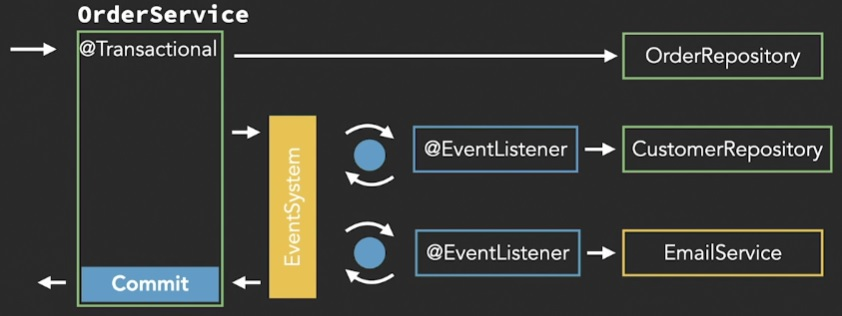 OrderService
@Transactional
OrderRepository
EventSystem
@EventListener
CustomerRepository
@EventListener
EmailService
Commit